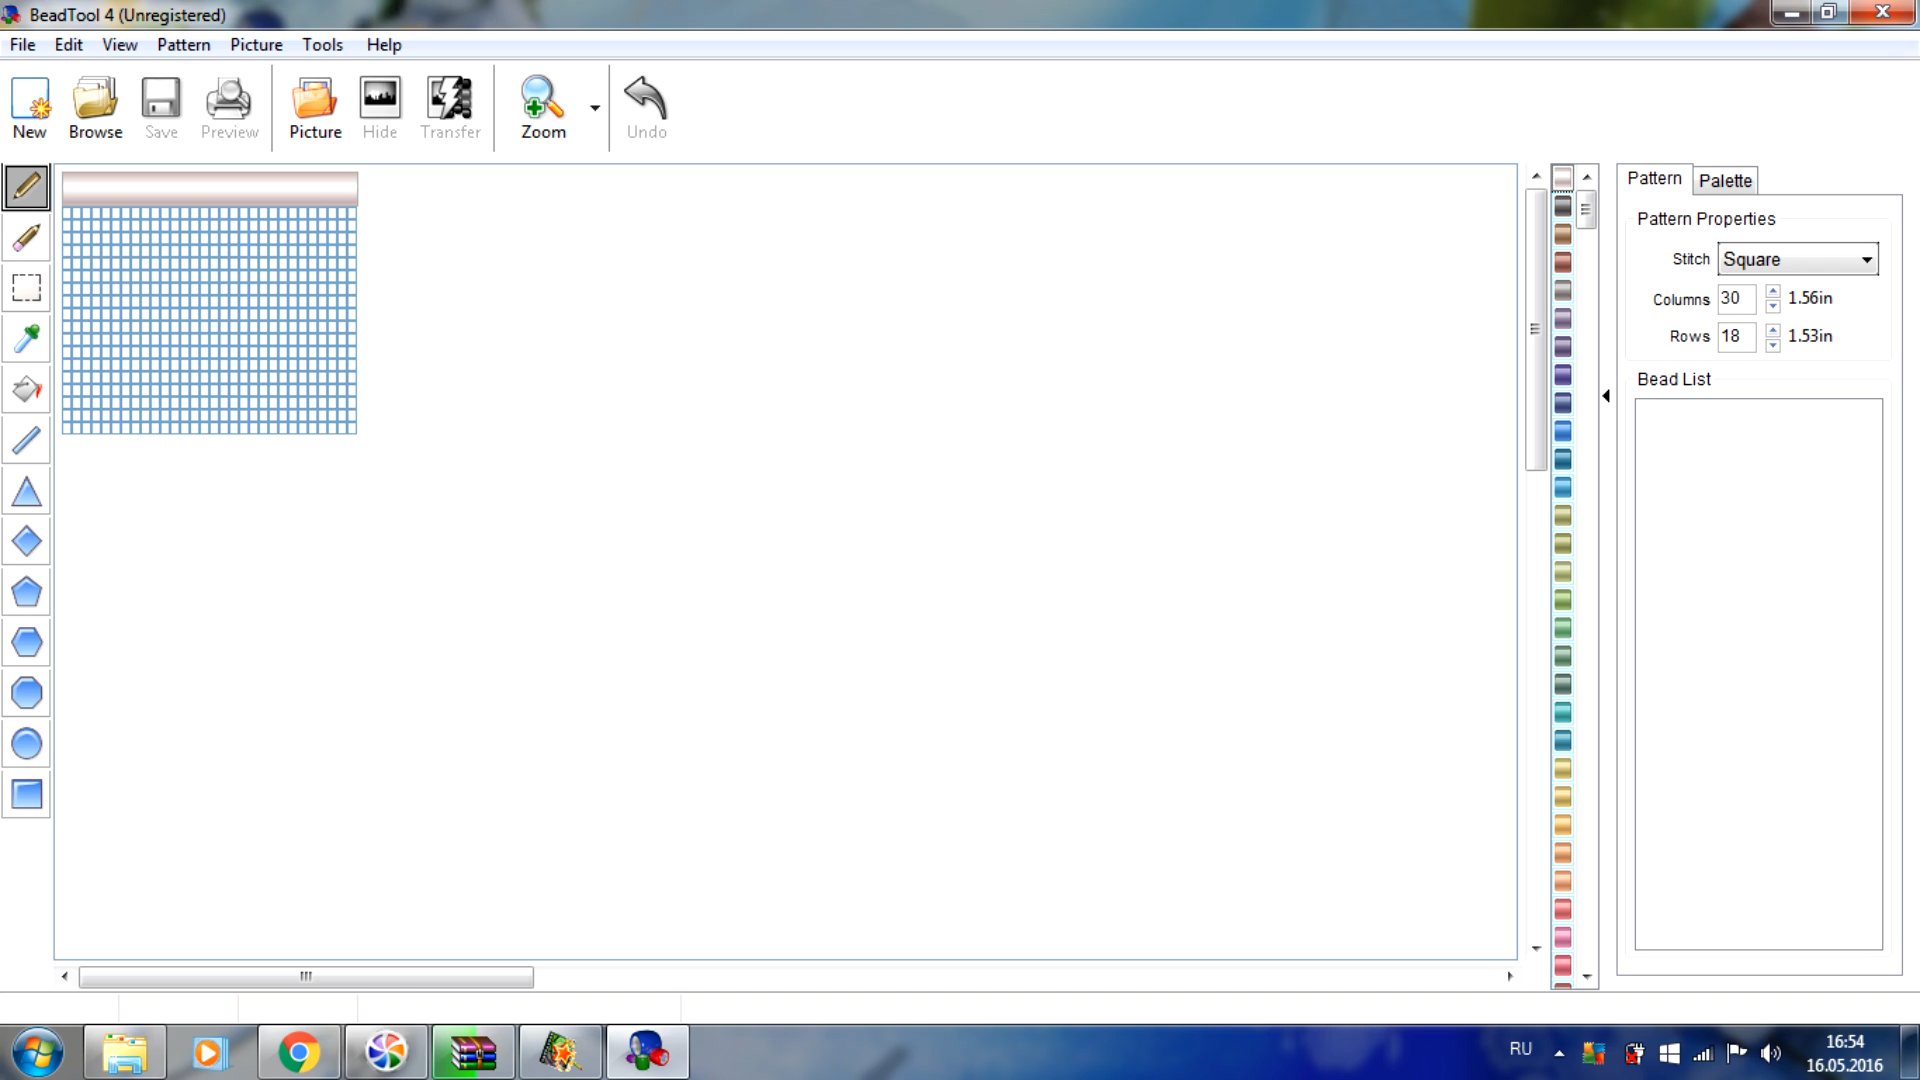 BeadTool 4 (Unregistered)
File Edit View Pattern Picture Tools Help
New Browse Save Preview Picture Hide Transfer Zoom Undo
Pattern Palette
Pattern Properties
Stitch Square
Columns 30 1.56in
Rows 18 1.53in
Bead List
RU
16:54
16.05.2016